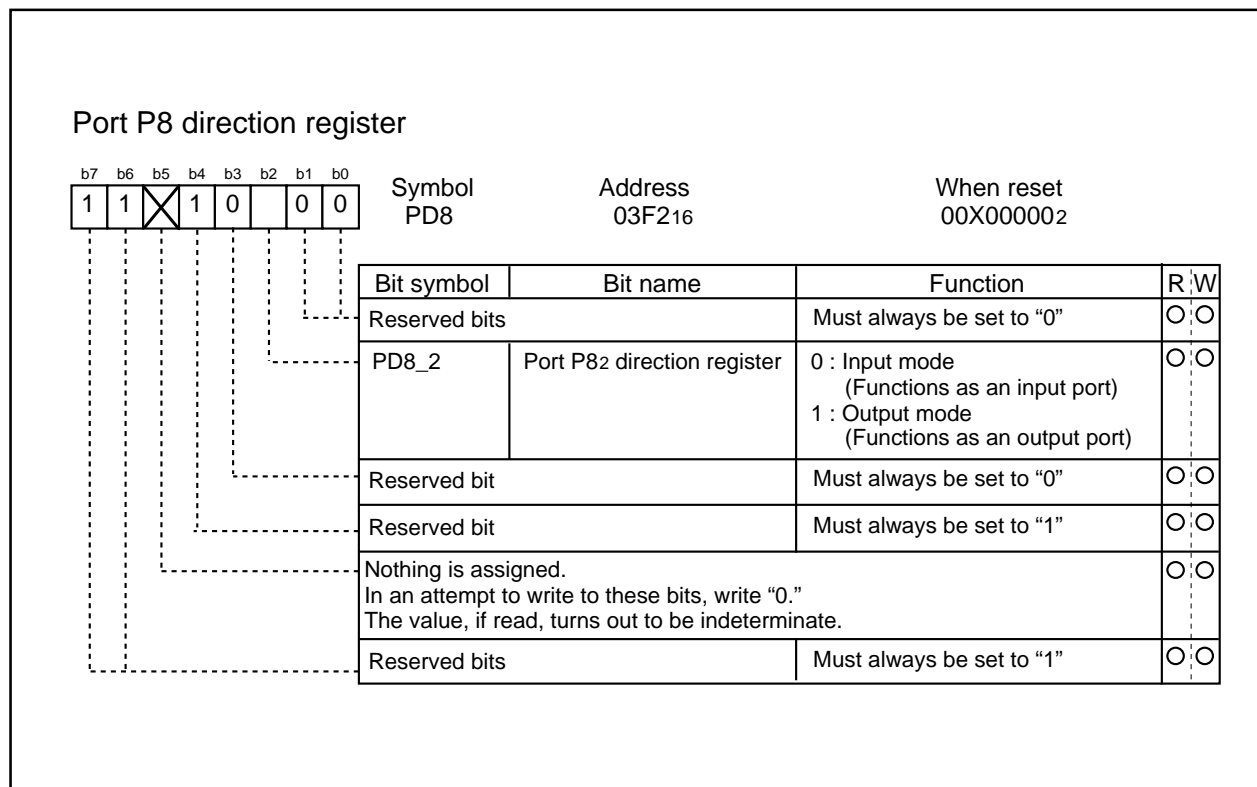 Port P8 direction register
b7 b6 b5 b4 b3 b2 b1 b0
1 1 1 0 0 0
Symbol Address When reset
PD8 03F216 00X000002
Bit symbol Bit name Function R W
Reserved bits Must always be set to “0”
PD8_2 Port P82 direction register 0 : Input mode
(Functions as an input port)
1 : Output mode
(Functions as an output port)
Reserved bit Must always be set to “0”
Reserved bit Must always be set to “1”
Nothing is assigned.
In an attempt to write to these bits, write “0.”
The value, if read, turns out to be indeterminate.
Reserved bits Must always be set to “1”